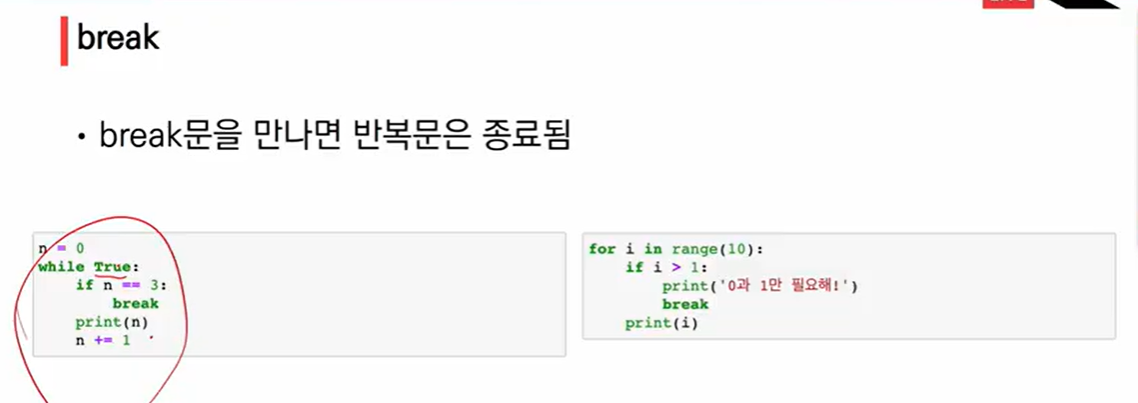 break
• break문을 만나면 반복문은 종료됨
n = 0
while True:
    if n == 3:
        break
    print(n)
    n += 1
for i in range(10):
    if i > 1:
        print('0과 1만 필요해!')
        break
    print(i)